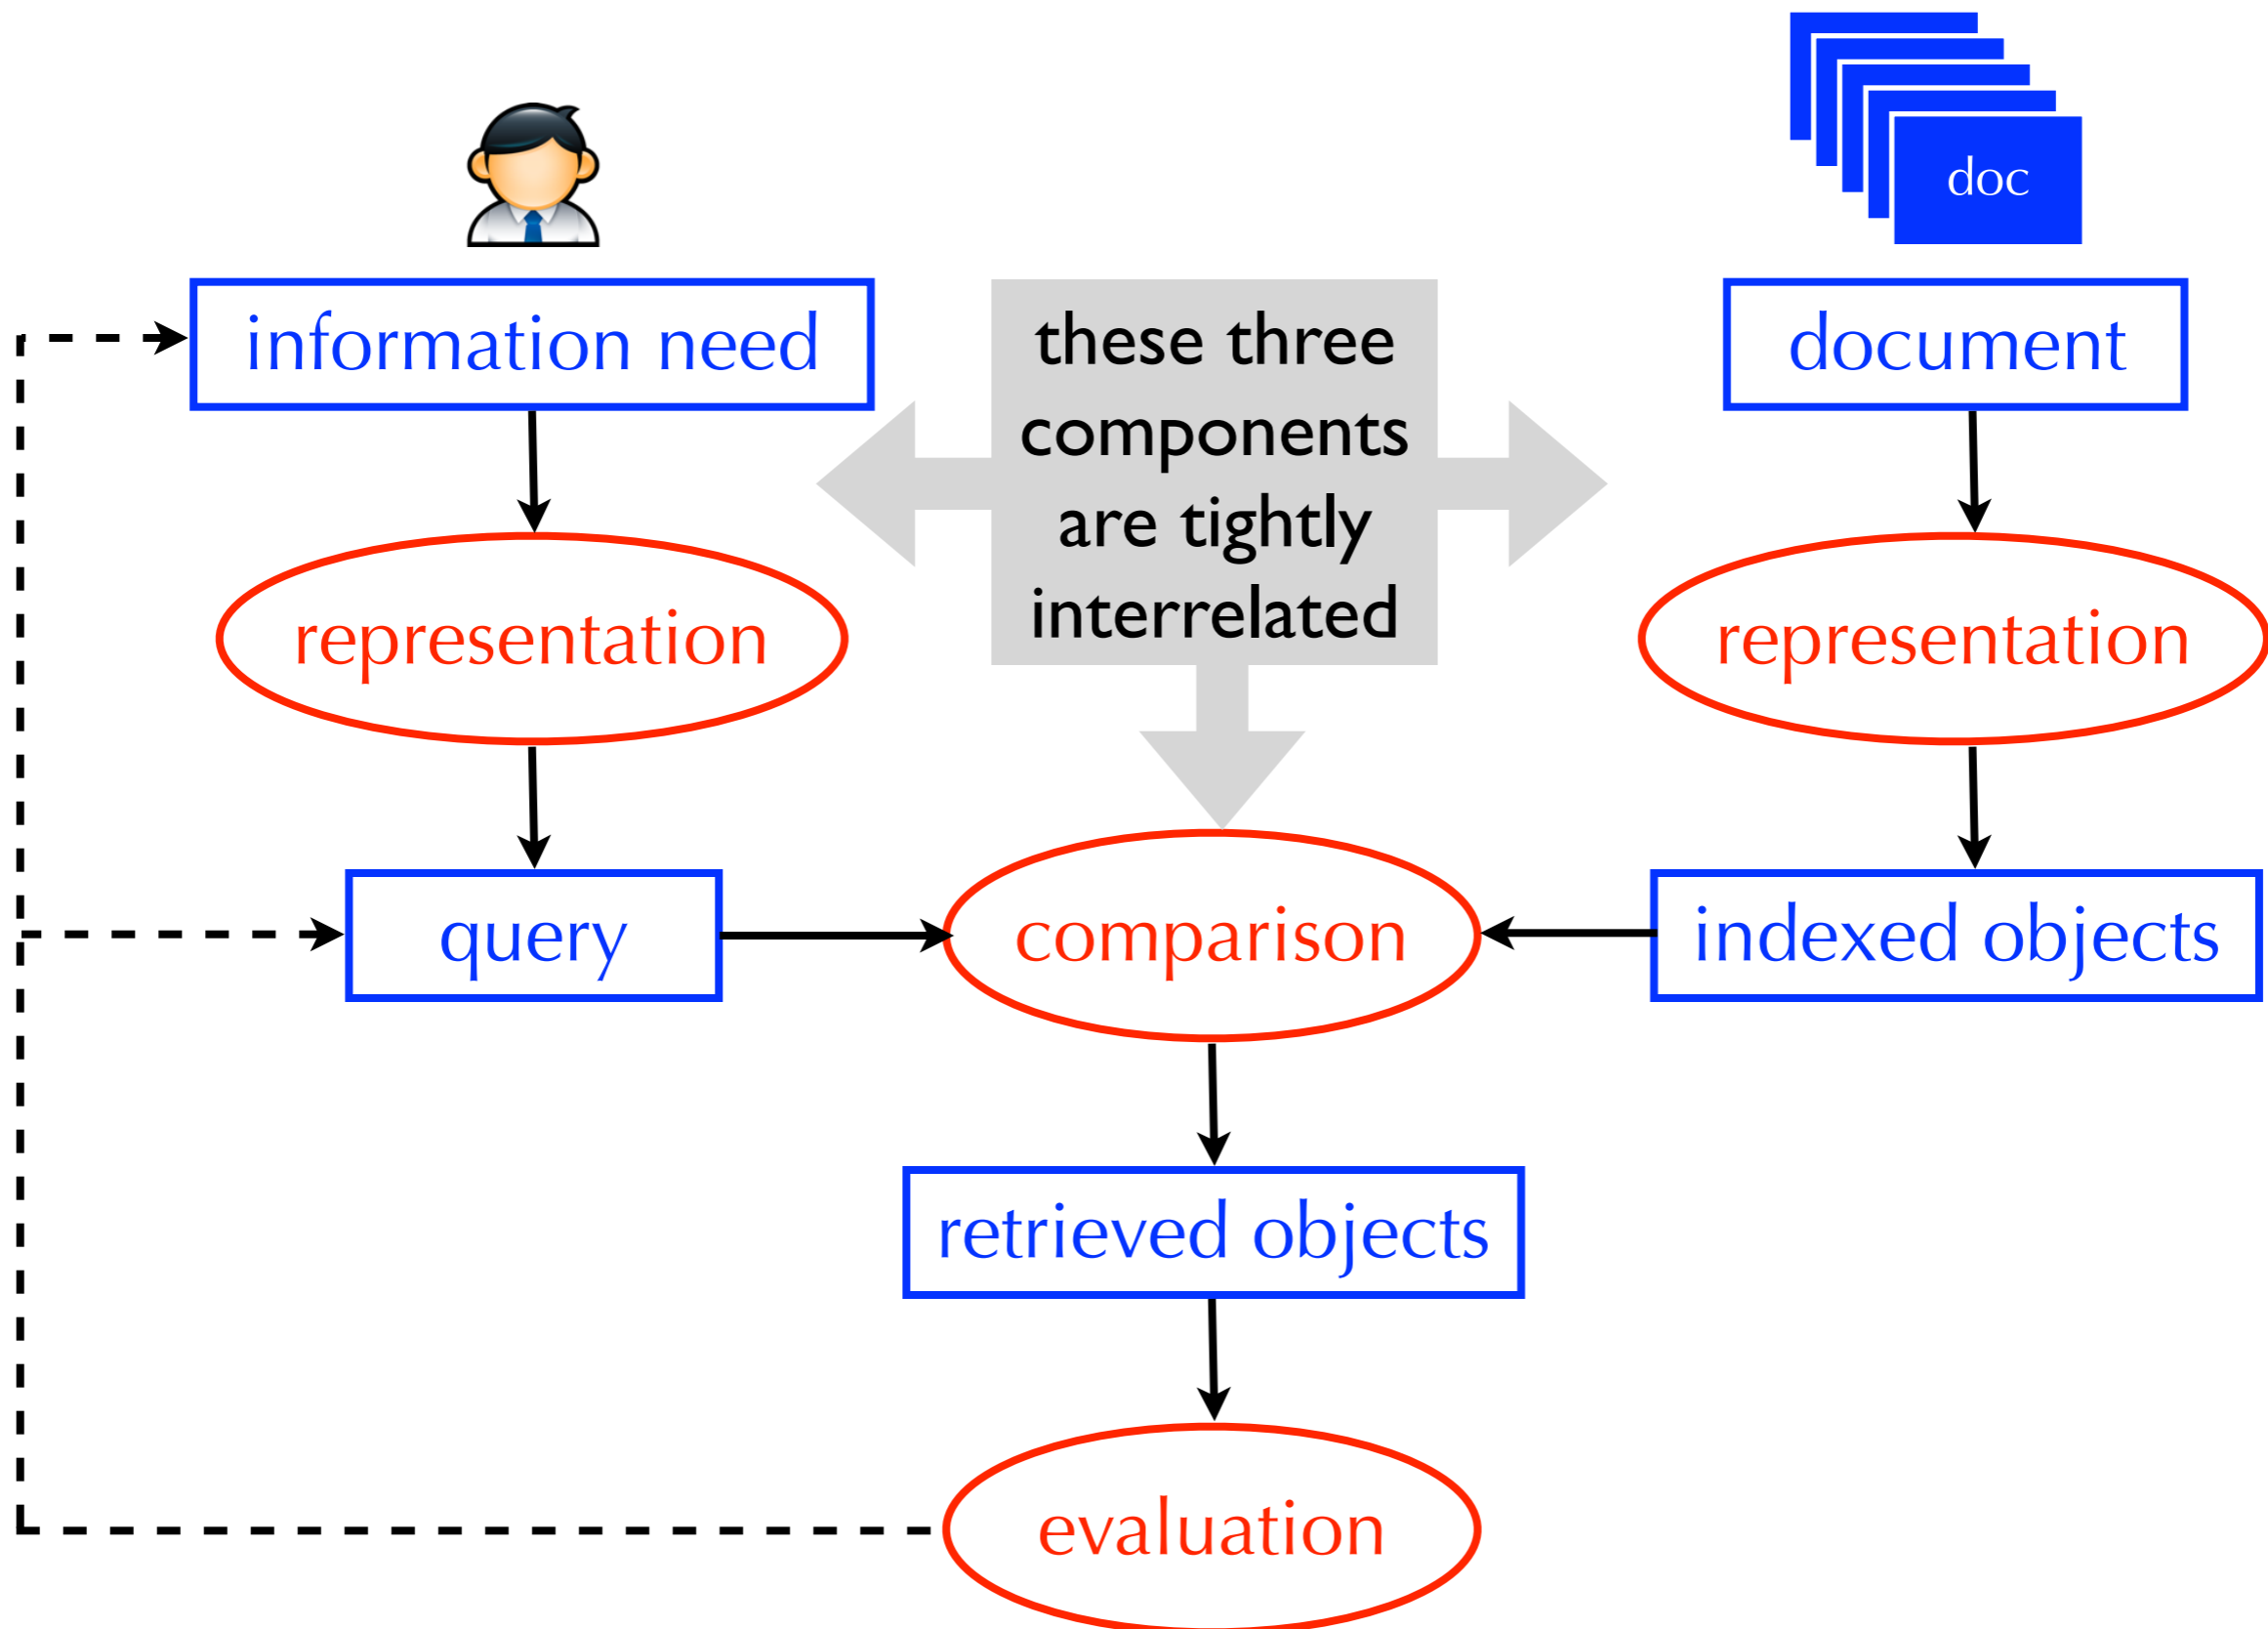 doc
information need
these three
components
are tightly
interrelated
document
representation
representation
query
comparison
indexed objects
retrieved objects
evaluation